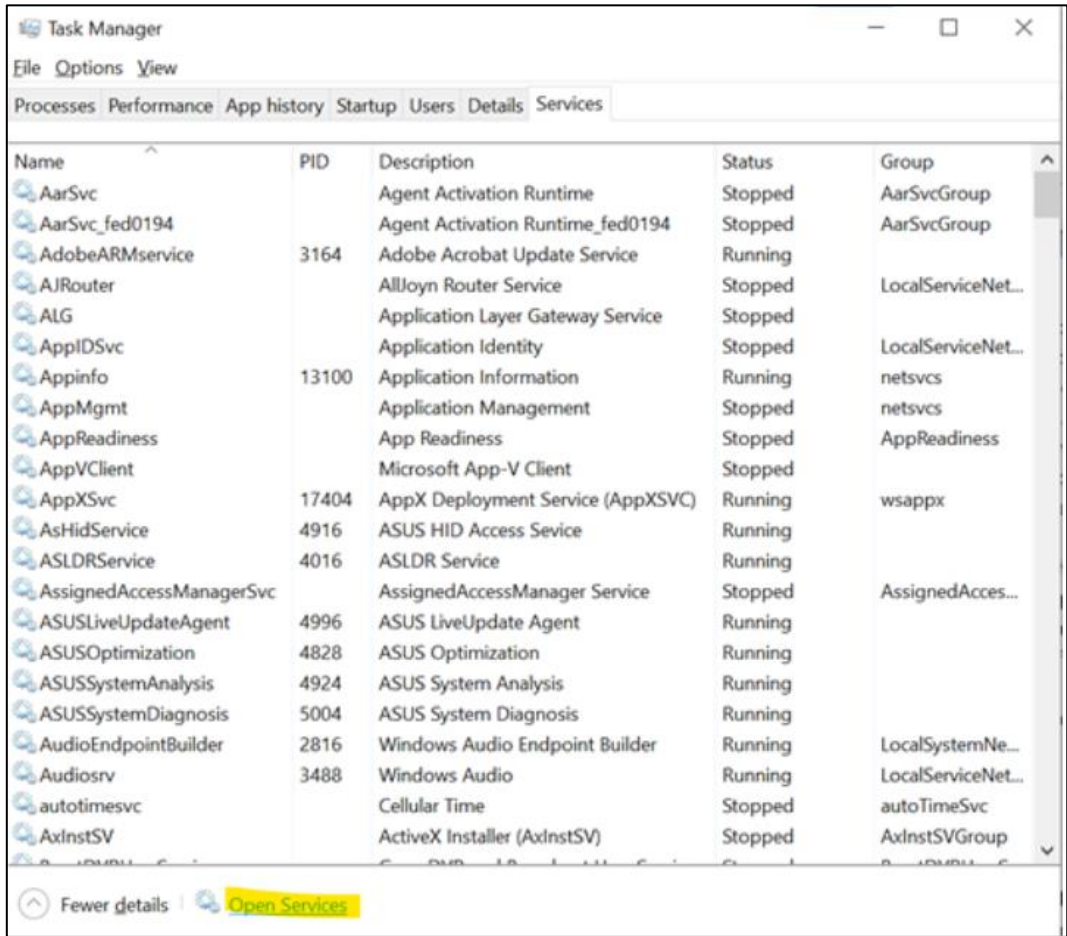 Task Manager
File Options View
Processes Performance App history Startup Users Details Services
Name PID Description Status Group
AarSvc Agent Activation Runtime Stopped AarSvcGroup
AarSvc_fed0194 Agent Activation Runtime_fed0194 Stopped AarSvcGroup
AdobeARMservice 3164 Adobe Acrobat Update Service Running
AJRouter AllJoyn Router Service Stopped LocalServiceNet...
ALG Application Layer Gateway Service Stopped
AppIDSvc Application Identity Stopped LocalServiceNet...
Appinfo 13100 Application Information Running netsvcs
AppMgmt Application Management Stopped netsvcs
AppReadiness App Readiness Stopped AppReadiness
AppVClient Microsoft App-V Client Stopped
AppXSvc 17404 AppX Deployment Service (AppXSVC) Running wsappx
AsHidService 4916 ASUS HID Access Sevice Running
ASLDRService 4016 ASLDR Service Running
AssignedAccessManagerSvc AssignedAccessManager Service Stopped AssignedAcces...
ASUSLiveUpdateAgent 4996 ASUS LiveUpdate Agent Running
ASUSOptimization 4828 ASUS Optimization Running
ASUSSystemAnalysis 4924 ASUS System Analysis Running
ASUSSystemDiagnosis 5004 ASUS System Diagnosis Running
AudioEndpointBuilder 2816 Windows Audio Endpoint Builder Running LocalSystemNe...
Audiosrv 3488 Windows Audio Running LocalServiceNet...
autotimesvc Cellular Time Stopped autoTimeSvc
AxInstSV ActiveX Installer (AxInstSV) Stopped AxInstSVGroup
Fewer details Open Services